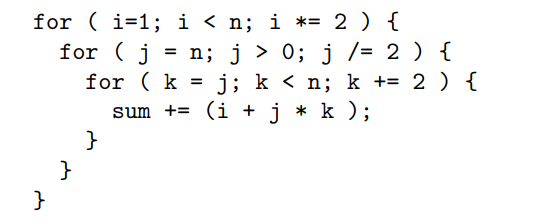 for ( i=1; i < n; i *= 2 ) {
  for ( j = n; j > 0; j /= 2 ) {
    for ( k = j; k < n; k += 2 ) {
      sum += (i + j * k );
    }
  }
}